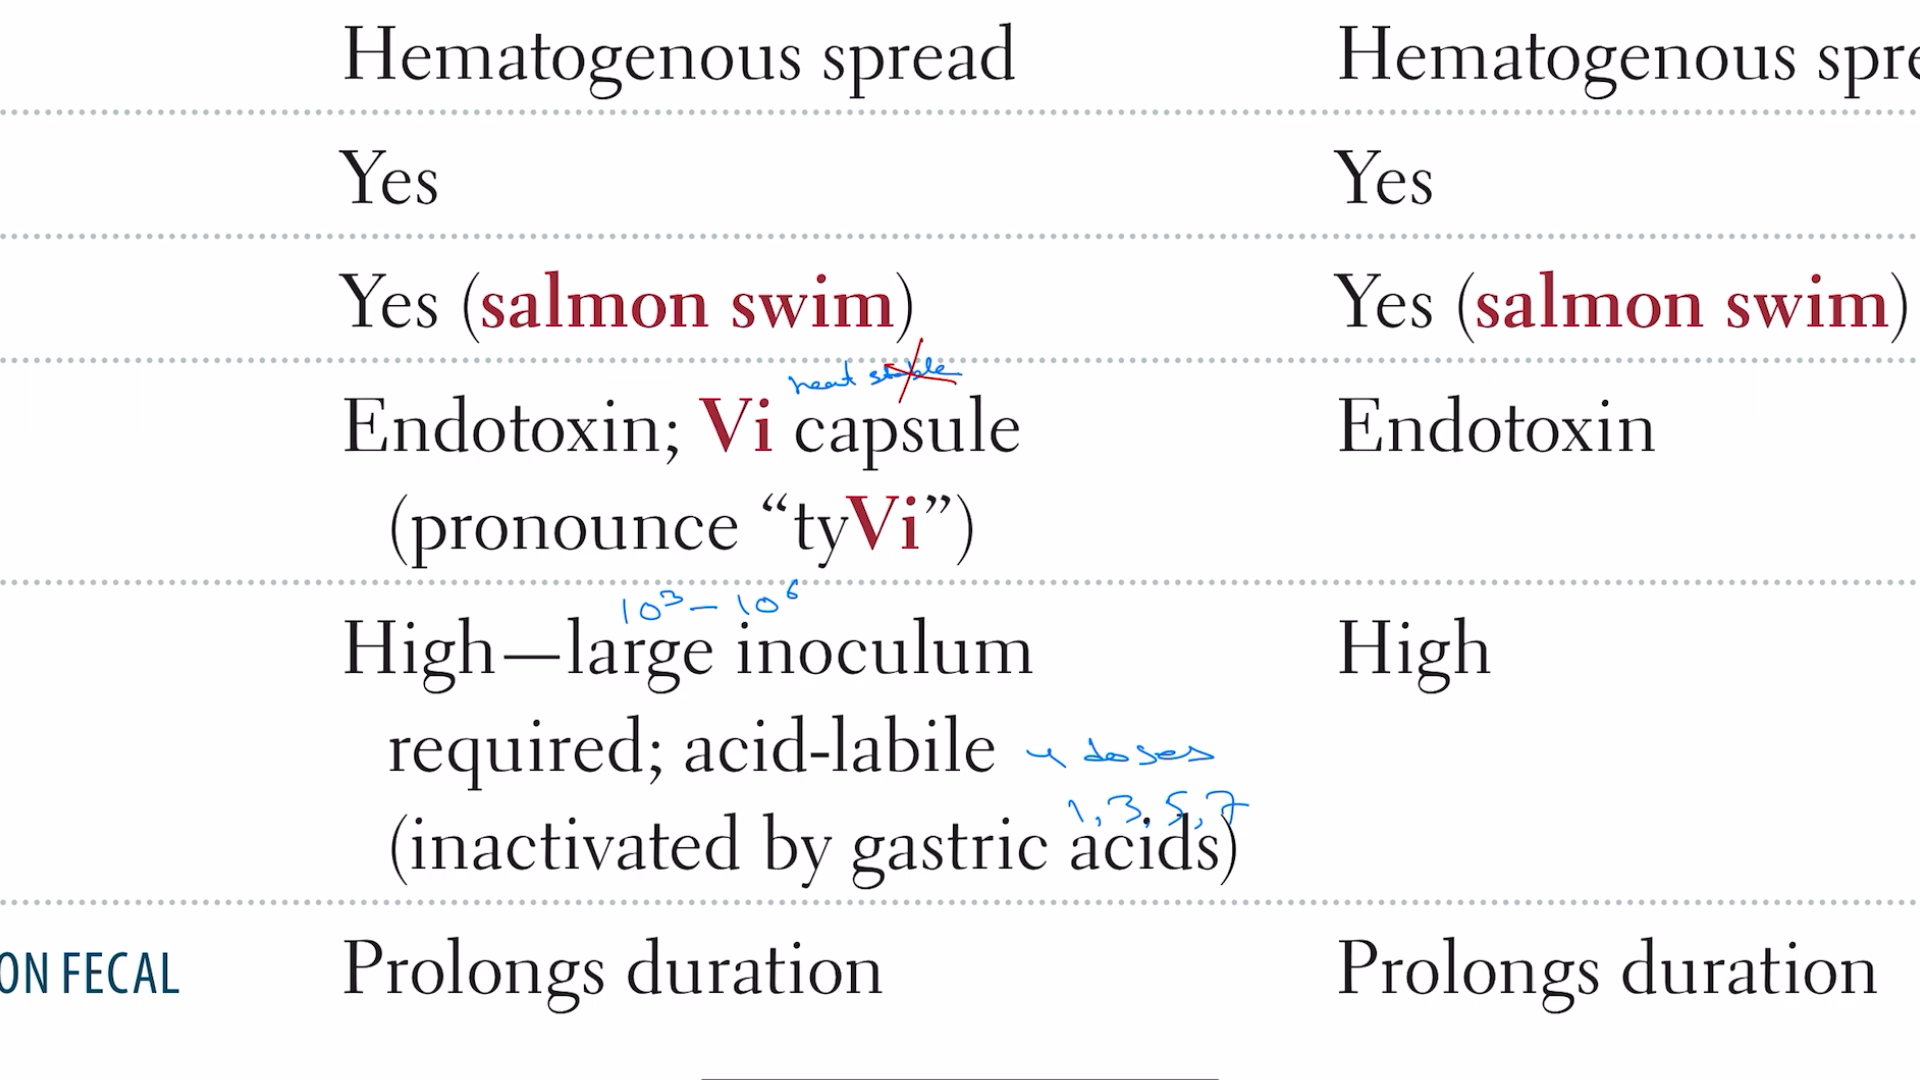 Hematogenous spread Hematogenous spre
Yes Yes
Yes (salmon swim) Yes (salmon swim)
heat stable
Endotoxin; Vi capsule Endotoxin
(pronounce “tyVi”)
10³ – 10⁶
High—large inoculum High
required; acid-labile 4 doses
1, 3, 5, 7
(inactivated by gastric acids)
ON FECAL Prolongs duration Prolongs duration